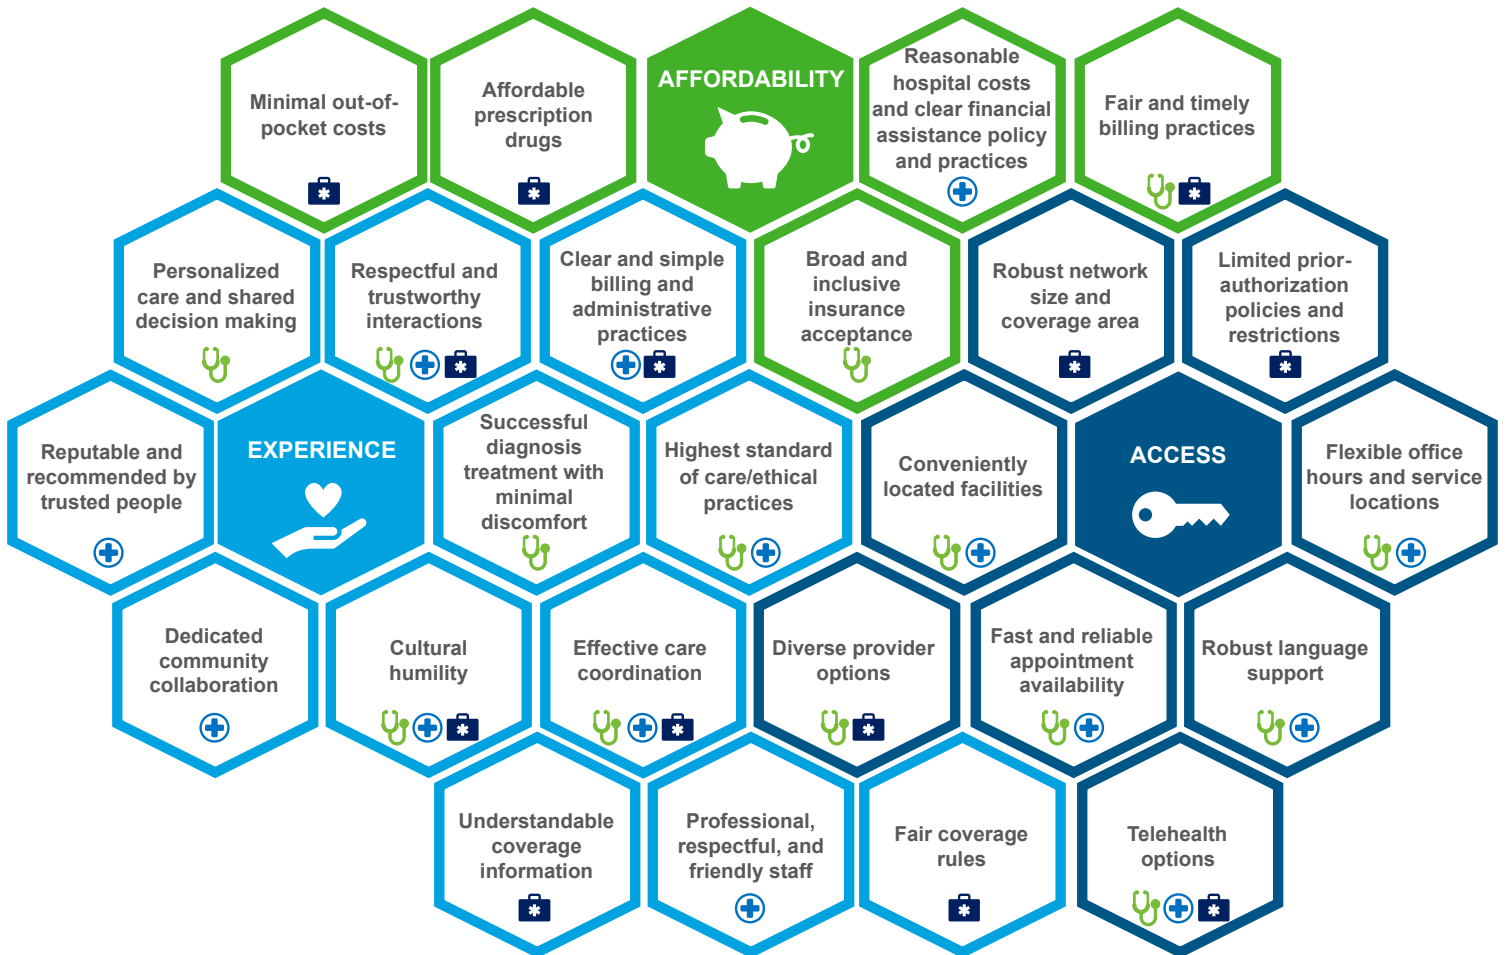 Minimal out-of-
pocket costs
Affordable
prescription
drugs
AFFORDABILITY
Reasonable
hospital costs
and clear financial
assistance policy
and practices
Fair and timely
billing practices
Personalized
care and shared
decision making
Respectful and
trustworthy
interactions
Clear and simple
billing and
administrative
practices
Broad and
inclusive
insurance
acceptance
Robust network
size and
coverage area
Limited prior-
authorization
policies and
restrictions
Reputable and
recommended by
trusted people
EXPERIENCE
Successful
diagnosis
treatment with
minimal
discomfort
Highest standard
of care/ethical
practices
Conveniently
located facilities
ACCESS
Flexible office
hours and service
locations
Dedicated
community
collaboration
Cultural
humility
Effective care
coordination
Diverse provider
options
Fast and reliable
appointment
availability
Robust language
support
Understandable
coverage
information
Professional,
respectful, and
friendly staff
Fair coverage
rules
Telehealth
options